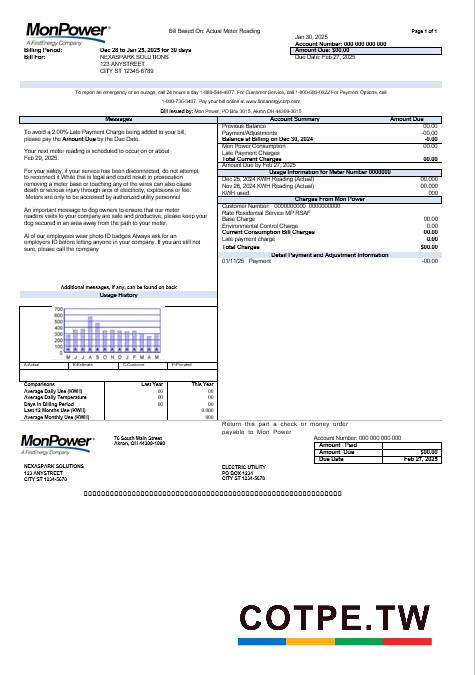 MonPower
A FirstEnergy Company
Bill Based On: Actual Meter Reading
Page 1 of 1
Jan 30, 2025
Account Number: 000 000 000 000
Amount Due: $00.00
Due Date: Feb 27, 2025
Billing Period: Dec 28 to Jan 25, 2025 for 30 days
Bill For: NEXASPARK SOLUTIONS
123 ANYSTREET
CITY ST 12345-6789
To report an emergency or an outage, call 24 hours a day 1-888-544-4877. For Customer Service, call 1-800-686-0022 For Payment Options, call
1-800-736-3407. Pay your bill online at www.firstenergycorp.com
Bill issued by: Mon Power, PO Box 3615, Akron OH 44309-3615
Messages
To avoid a 2.00% Late Payment Charge being added to your bill,
please pay the Amount Due by the Due Date.
Your next meter reading is scheduled to occur on or about
Feb 29, 2025.
For your safety, if your service has been disconnected, do not attempt
to reconnect it While this is legal and could result in prosecution
removing a meter base or touching any of the wires can also cause
death or serious injury through arcs of electricity, explosions or fee.
Meters are only to be accessed by authorized utility personnel
An important message to dog owners to ensure that our meter
readers visits to your company are safe and productive, please keep your
dog secured in an area away from the path to your meter.
All of our employees wear photo ID badges Always ask for an
employers ID before letting anyone in your company. If you are still not
sure, please call the company
Account Summary Amount Due
Previous Balance 00.00
Payment/Adjustments -00.00
Balance at Billing on Dec 30, 2024 -0.00
Mon Power Consumption 00.00
Late Payment Charges
Total Current Charges 00.00
Amount Due by Feb 27, 2025
Usage Information for Meter Number 0000000
Dec 25, 2024 KWH Reading (Actual) 00.00
Nov 26, 2024 KWH Reading (Actual) 00.00
KWH used 000
Charges From Mon Power
Customer Number: 0000000000 0000000000
Rate Residential Service MP RSAF
Base Charge 00.00
Environmental Control Charge 0.00
Current Consumption Bill Charges 00.00
Late payment charge 0.00
Total Charges $00.00
Detail Payment and Adjustment Information
01/11/25 Payment -00.00
Additional messages, if any, can be found on back
Usage History
700
600
500
400
300
200
100
0
M J J A S O N D J F M A M
A-Actual B-Estimate C-Customer
Comparisons Last Year This Year
Average Daily Use (KWH) 00 00
Average Daily Temperature 00 00
Days in Billing Period 00 00
Last 12 Months Use (KWH) 0.000
Average Monthly Use (KWH) 000
Return this part a check or money order
payable to Mon Power
MonPower
A FirstEnergy Company
76 South Main Street
Akron, OH 44308-1890
Account Number: 000 000 000 000
Amount Paid
Amount Due $00.00
Due Date Feb 27, 2025
NEXASPARK SOLUTIONS
123 ANYSTREET
CITY ST 1234-5678
ELECTRIC UTILITY
PO BOX 1234
CITY ST 1234-5678
COTPE.TW